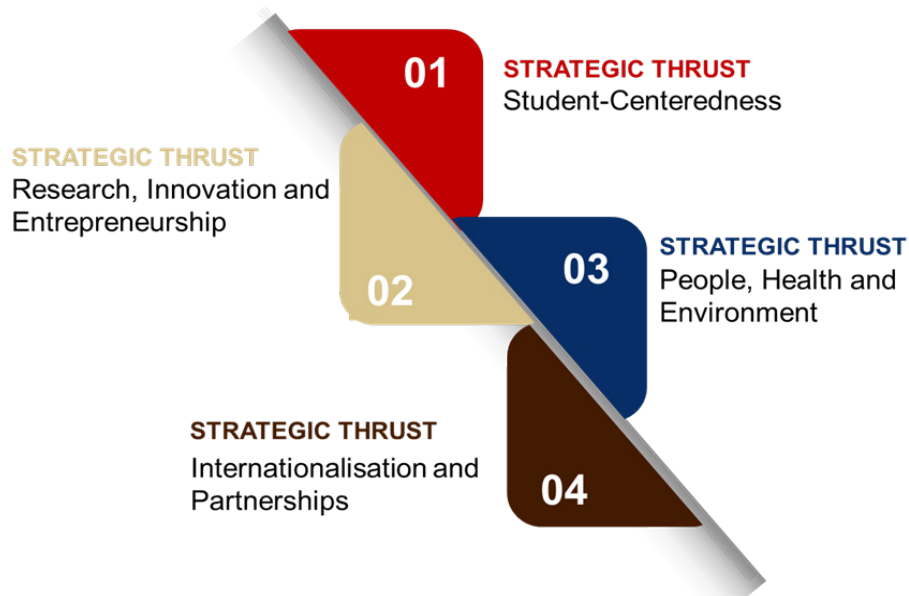 01
STRATEGIC THRUST
Student-Centeredness
STRATEGIC THRUST
Research, Innovation and
Entrepreneurship
02
03
STRATEGIC THRUST
People, Health and
Environment
STRATEGIC THRUST
Internationalisation and
Partnerships
04